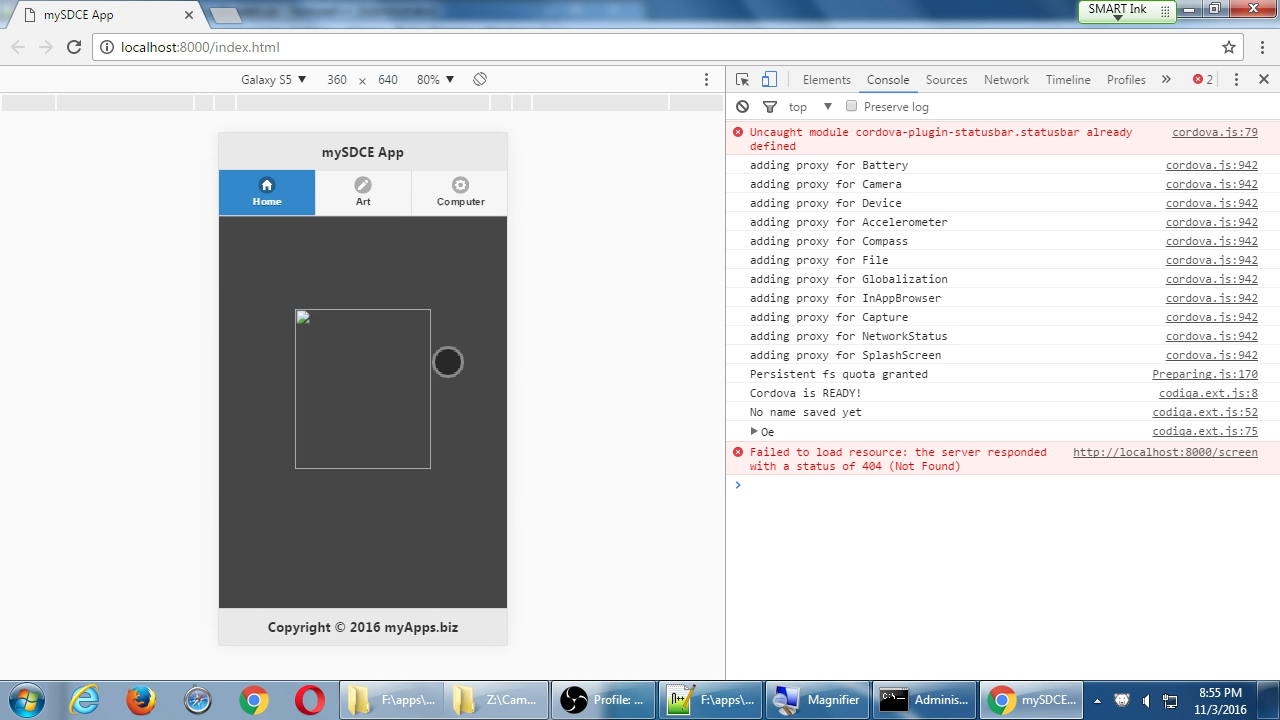 mySDCE App
SMART Ink
localhost:8000/index.html
Galaxy S5 ▼ 360 × 640 80% ▼
Elements Console Sources Network Timeline Profiles » 2
top ▼ Preserve log
mySDCE App
Home Art Computer
Copyright © 2016 myApps.biz
Uncaught module cordova-plugin-statusbar.statusbar already cordova.js:79
defined
adding proxy for Battery cordova.js:942
adding proxy for Camera cordova.js:942
adding proxy for Device cordova.js:942
adding proxy for Accelerometer cordova.js:942
adding proxy for Compass cordova.js:942
adding proxy for File cordova.js:942
adding proxy for Globalization cordova.js:942
adding proxy for InAppBrowser cordova.js:942
adding proxy for Capture cordova.js:942
adding proxy for NetworkStatus cordova.js:942
adding proxy for SplashScreen cordova.js:942
Persistent fs quota granted Preparing.js:170
Cordova is READY! codiqa.ext.js:8
No name saved yet codiqa.ext.js:52
Oe codiqa.ext.js:75
Failed to load resource: the server responded http://localhost:8000/screen
with a status of 404 (Not Found)
F:\apps\... Z:\Cam... Profile: ... F:\apps\... Magnifier Adminis... mySDCE...
8:55 PM
11/3/2016